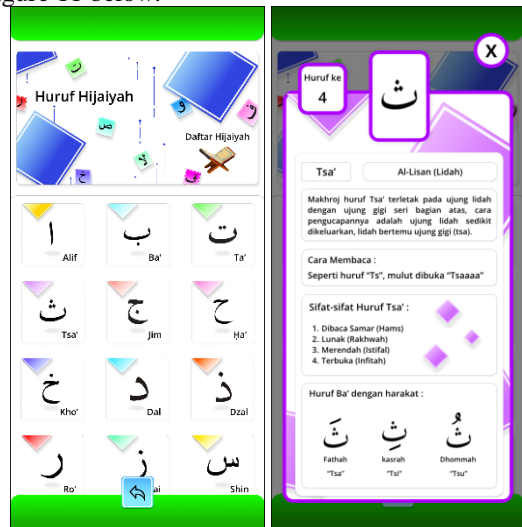 igure 11 below.
ت
Huruf Hijaiyah
و
ص
Daftar Hijaiyah
خ
ا
ب
ت
Alif
Ba'
Ta'
ث
ج
ح
Tsa'
Jim
Ḥa'
خ
د
ذ
Kho'
Dal
Dzal
ر
ز
س
Ro'
ai
Shin
X
Huruf ke
4
ث
Tsa'
Al-Lisan (Lidah)
Makhroj huruf Tsa' terletak pada ujung lidah
dengan ujung gigi seri bagian atas, cara
pengucapannya adalah ujung lidah sedikit
dikeluarkan, lidah bertemu ujung gigi (tsa).
Cara Membaca :
Seperti huruf "Ts", mulut dibuka "Tsaaaa"
Sifat-sifat Huruf Tsa' :
1. Dibaca Samar (Hams)
2. Lunak (Rakhwah)
3. Merendah (Istifal)
4. Terbuka (Infitah)
Huruf Ba' dengan harakat :
ثَ
ثِ
ثُ
Fathah
kasrah
Dhommah
"Tsa"
"Tsi"
"Tsu"